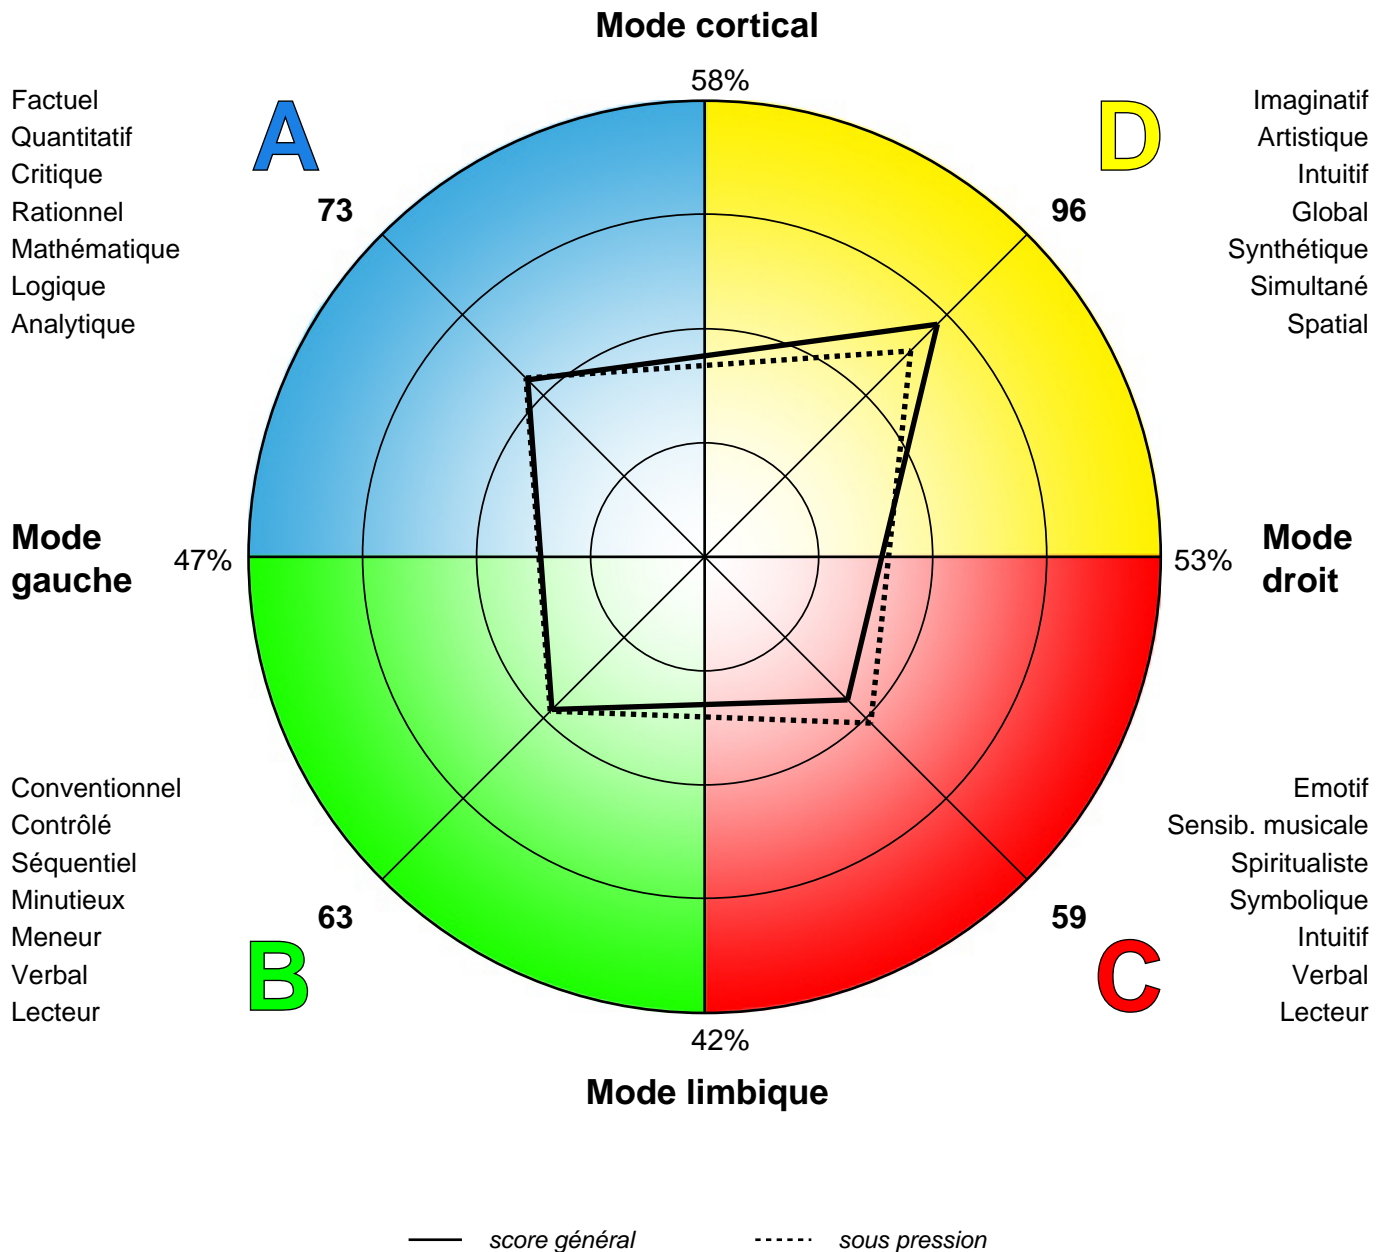 Mode cortical
58%
Factuel
Quantitatif
Critique
Rationnel
Mathématique
Logique
Analytique
A
73
D
96
Imaginatif
Artistique
Intuitif
Global
Synthétique
Simultané
Spatial
Mode
gauche
47%
53%
Mode
droit
Conventionnel
Contrôlé
Séquentiel
Minutieux
Meneur
Verbal
Lecteur
63
B
59
C
Emotif
Sensib. musicale
Spiritualiste
Symbolique
Intuitif
Verbal
Lecteur
42%
Mode limbique
score général
sous pression